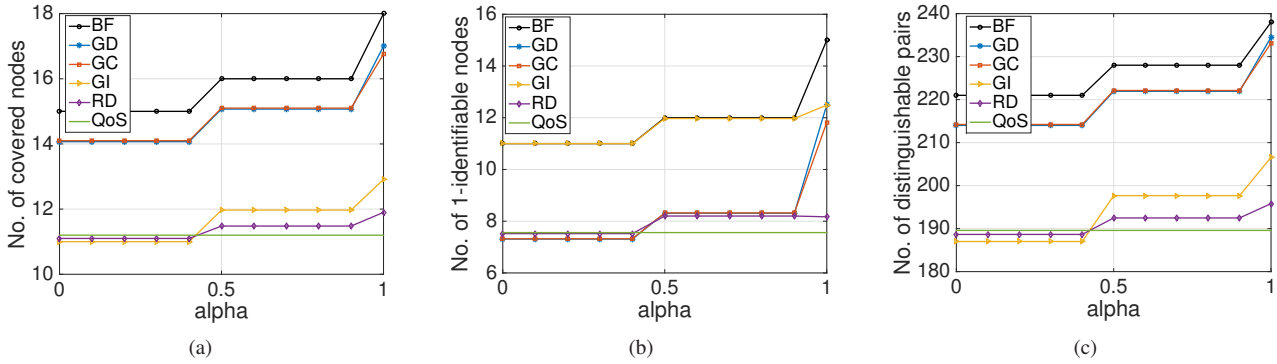 No. of covered nodes
18
16
14
12
10
BF
GD
GC
GI
RD
QoS
0
0.5
1
alpha
(a)
No. of 1-identifiable nodes
16
14
12
10
8
6
BF
GD
GC
GI
RD
QoS
0
0.5
1
alpha
(b)
No. of distinguishable pairs
240
230
220
210
200
190
180
BF
GD
GC
GI
RD
QoS
0
0.5
1
alpha
(c)